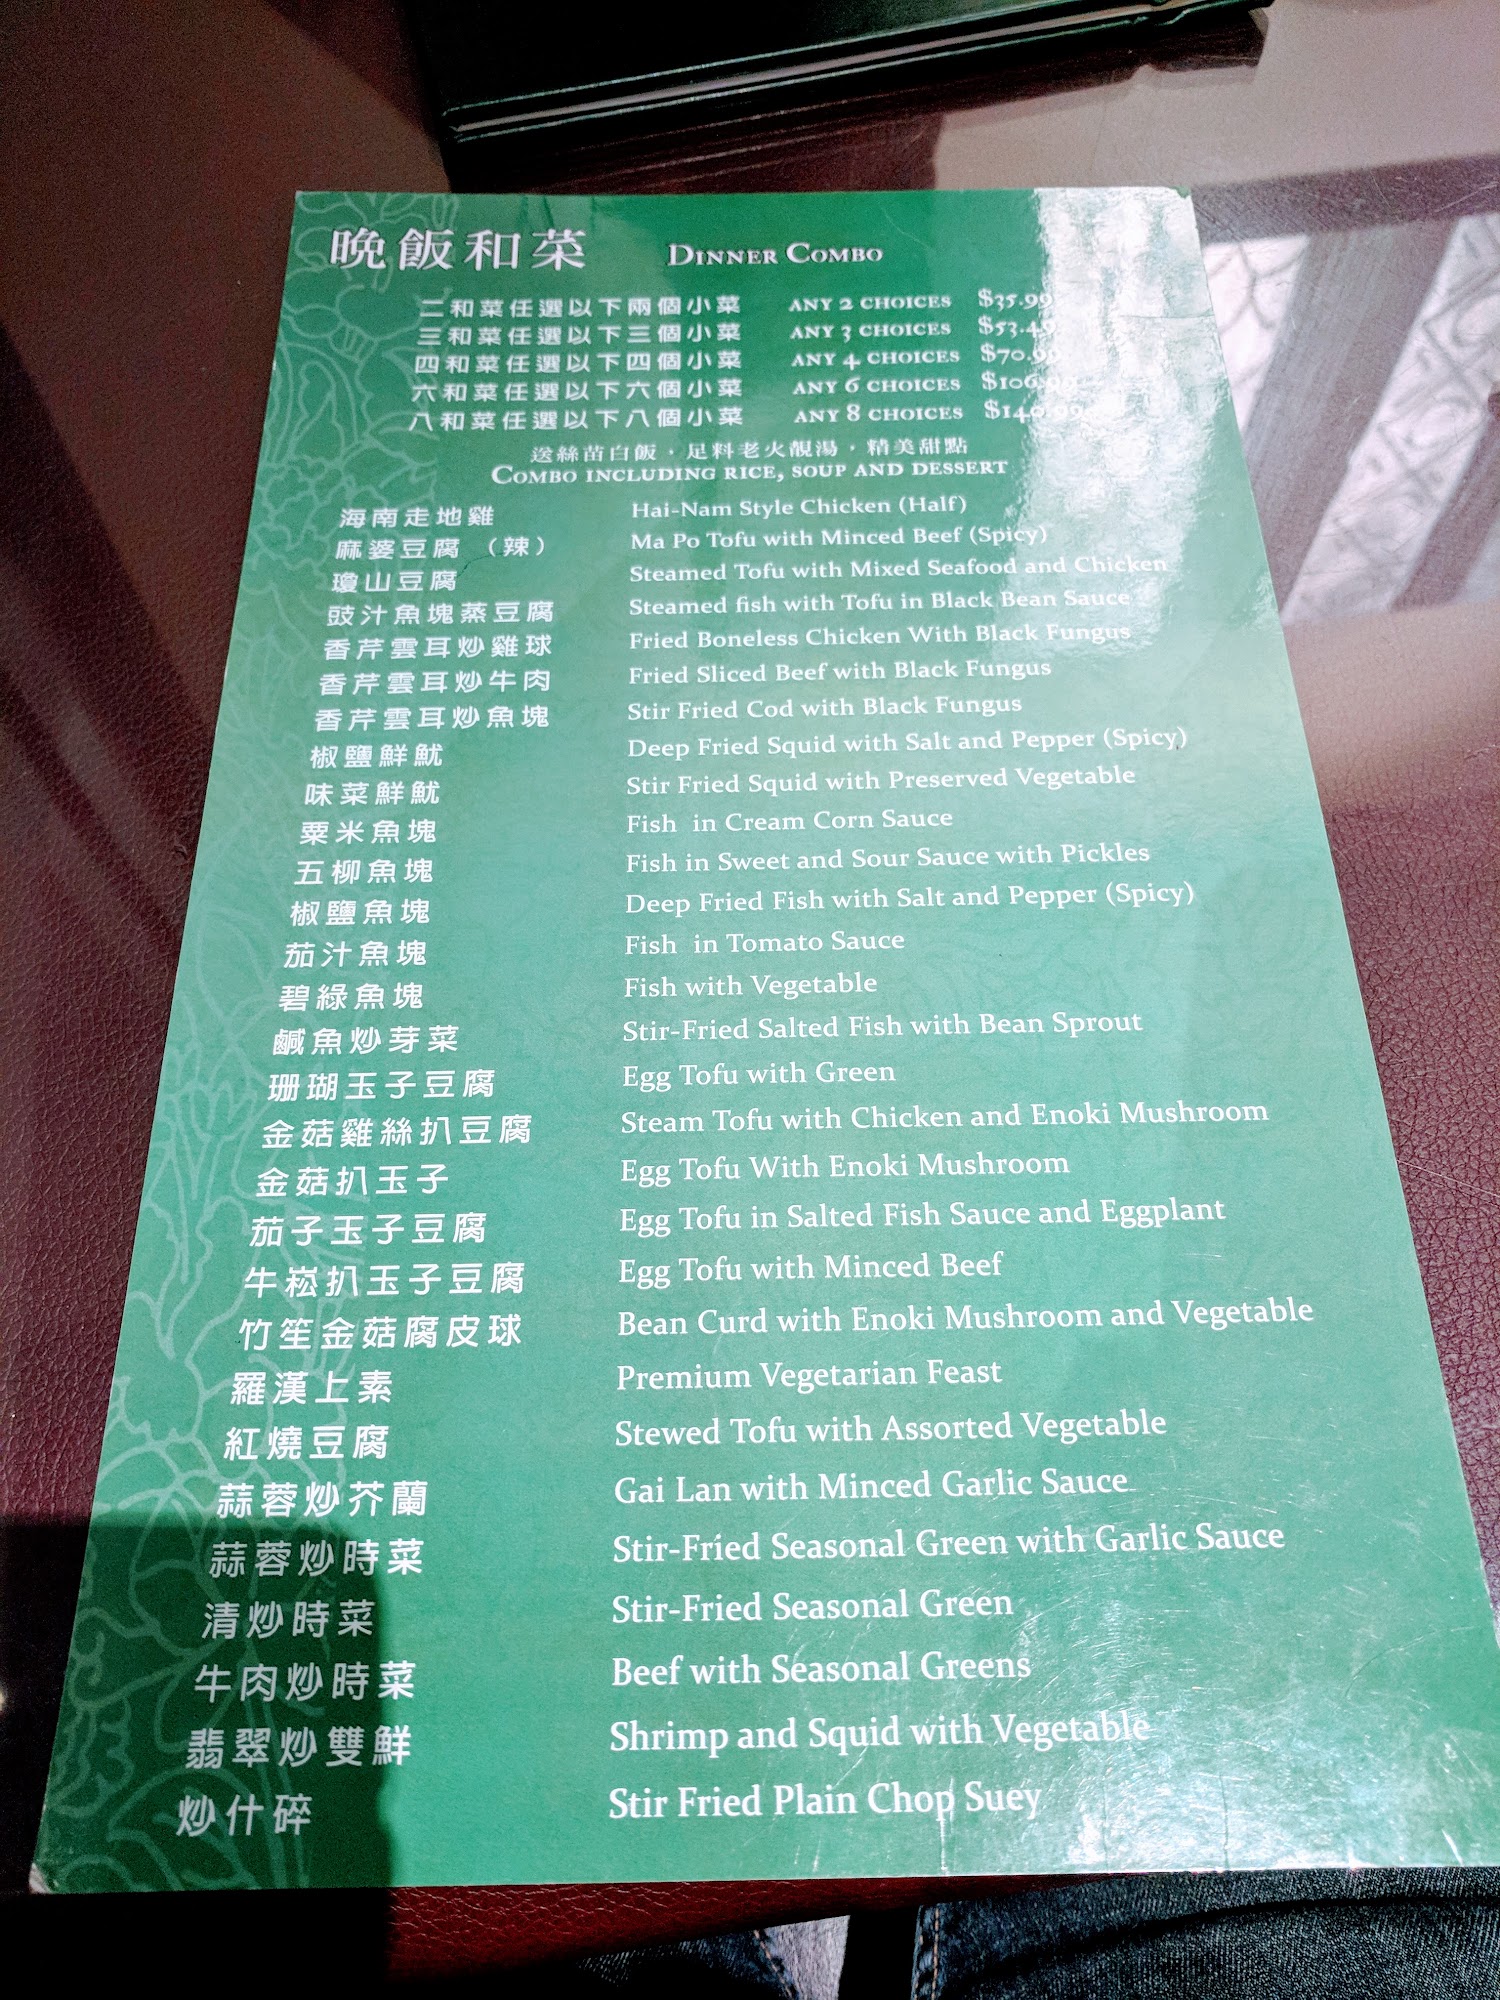 晚飯和菜 DINNER COMBO
二和菜任選以下兩個小菜 ANY 2 CHOICES $35.99
三和菜任選以下三個小菜 ANY 3 CHOICES $53.49
四和菜任選以下四個小菜 ANY 4 CHOICES $70.99
六和菜任選以下六個小菜 ANY 6 CHOICES $106.99
八和菜任選以下八個小菜 ANY 8 CHOICES $140.99
送絲苗白飯，足料老火靚湯，精美甜點
COMBO INCLUDING RICE, SOUP AND DESSERT
海南走地雞 Hai-Nam Style Chicken (Half)
麻婆豆腐（辣） Ma Po Tofu with Minced Beef (Spicy)
瓊山豆腐 Steamed Tofu with Mixed Seafood and Chicken
豉汁魚塊蒸豆腐 Steamed fish with Tofu in Black Bean Sauce
香芹雲耳炒雞球 Fried Boneless Chicken With Black Fungus
香芹雲耳炒牛肉 Fried Sliced Beef with Black Fungus
香芹雲耳炒魚塊 Stir Fried Cod with Black Fungus
椒鹽鮮魷 Deep Fried Squid with Salt and Pepper (Spicy)
味菜鮮魷 Stir Fried Squid with Preserved Vegetable
粟米魚塊 Fish in Cream Corn Sauce
五柳魚塊 Fish in Sweet and Sour Sauce with Pickles
椒鹽魚塊 Deep Fried Fish with Salt and Pepper (Spicy)
茄汁魚塊 Fish in Tomato Sauce
碧綠魚塊 Fish with Vegetable
鹹魚炒芽菜 Stir-Fried Salted Fish with Bean Sprout
珊瑚玉子豆腐 Egg Tofu with Green
金菇雞絲扒豆腐 Steam Tofu with Chicken and Enoki Mushroom
金菇扒玉子 Egg Tofu With Enoki Mushroom
茄子玉子豆腐 Egg Tofu in Salted Fish Sauce and Eggplant
牛崧扒玉子豆腐 Egg Tofu with Minced Beef
竹笙金菇腐皮球 Bean Curd with Enoki Mushroom and Vegetable
羅漢上素 Premium Vegetarian Feast
紅燒豆腐 Stewed Tofu with Assorted Vegetable
蒜蓉炒芥蘭 Gai Lan with Minced Garlic Sauce
蒜蓉炒時菜 Stir-Fried Seasonal Green with Garlic Sauce
清炒時菜 Stir-Fried Seasonal Green
牛肉炒時菜 Beef with Seasonal Greens
翡翠炒雙鮮 Shrimp and Squid with Vegetable
炒什碎 Stir Fried Plain Chop Suey